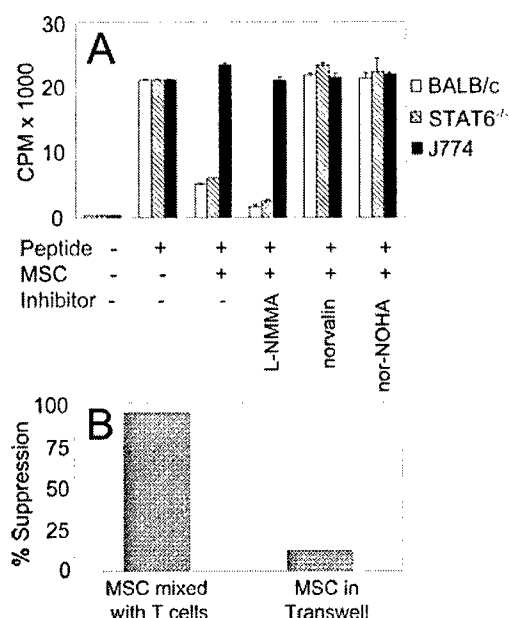 A
30
20
10
0
CPM x 1000
BALB/c
STAT6-/-
J774
Peptide - + + + + +
MSC - - + + + +
Inhibitor - - - L-NMMA norvalin nor-NOHA
B
100
75
50
25
0
% Suppression
MSC mixed with T cells
MSC in Transwell